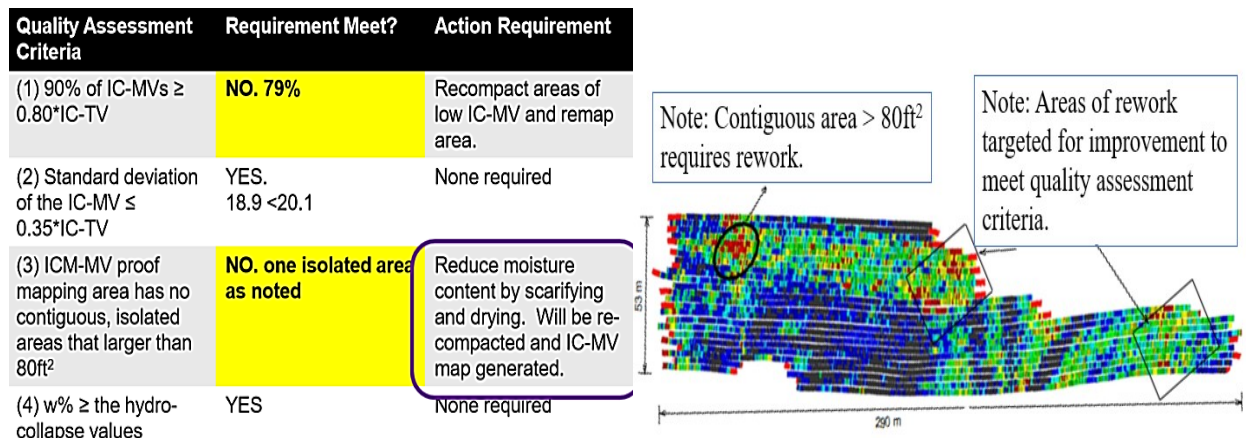 Quality Assessment
Criteria
Requirement Meet?
Action Requirement
(1) 90% of IC-MVs ≥
0.80*IC-TV
NO. 79%
Recompact areas of
low IC-MV and remap
area.
(2) Standard deviation
of the IC-MV ≤
0.35*IC-TV
YES.
18.9 <20.1
None required
(3) ICM-MV proof
mapping area has no
contiguous, isolated
areas that larger than
80ft²
NO. one isolated area
as noted
Reduce moisture
content by scarifying
and drying. Will be re-
compacted and IC-MV
map generated.
(4) w% ≥ the hydro-
collapse values
YES
None required
Note: Contiguous area > 80ft²
requires rework.
Note: Areas of rework
targeted for improvement to
meet quality assessment
criteria.
53 m
290 m